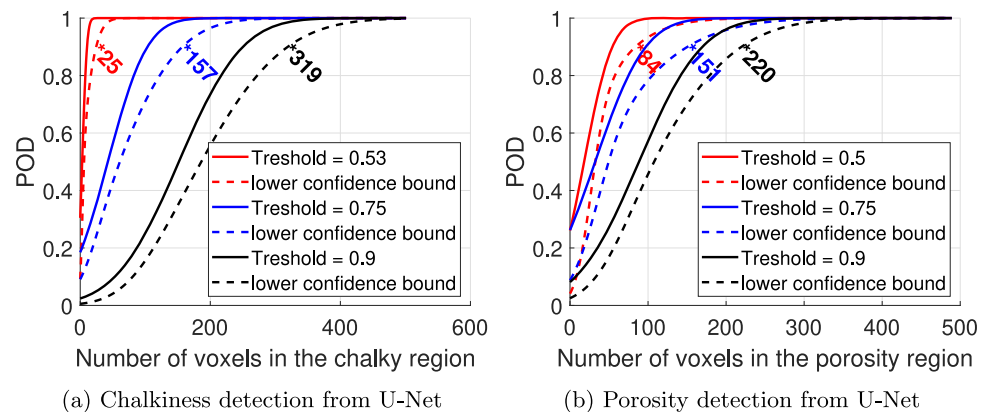 POD
1
0.8
0.6
0.4
0.2
0
*25
*157
*319
Treshold = 0.53
lower confidence bound
Treshold = 0.75
lower confidence bound
Treshold = 0.9
lower confidence bound
0 200 400 600
Number of voxels in the chalky region
(a) Chalkiness detection from U-Net
POD
1
0.8
0.6
0.4
0.2
0
*84
*151
*220
Treshold = 0.5
lower confidence bound
Treshold = 0.75
lower confidence bound
Treshold = 0.9
lower confidence bound
0 100 200 300 400 500
Number of voxels in the porosity region
(b) Porosity detection from U-Net